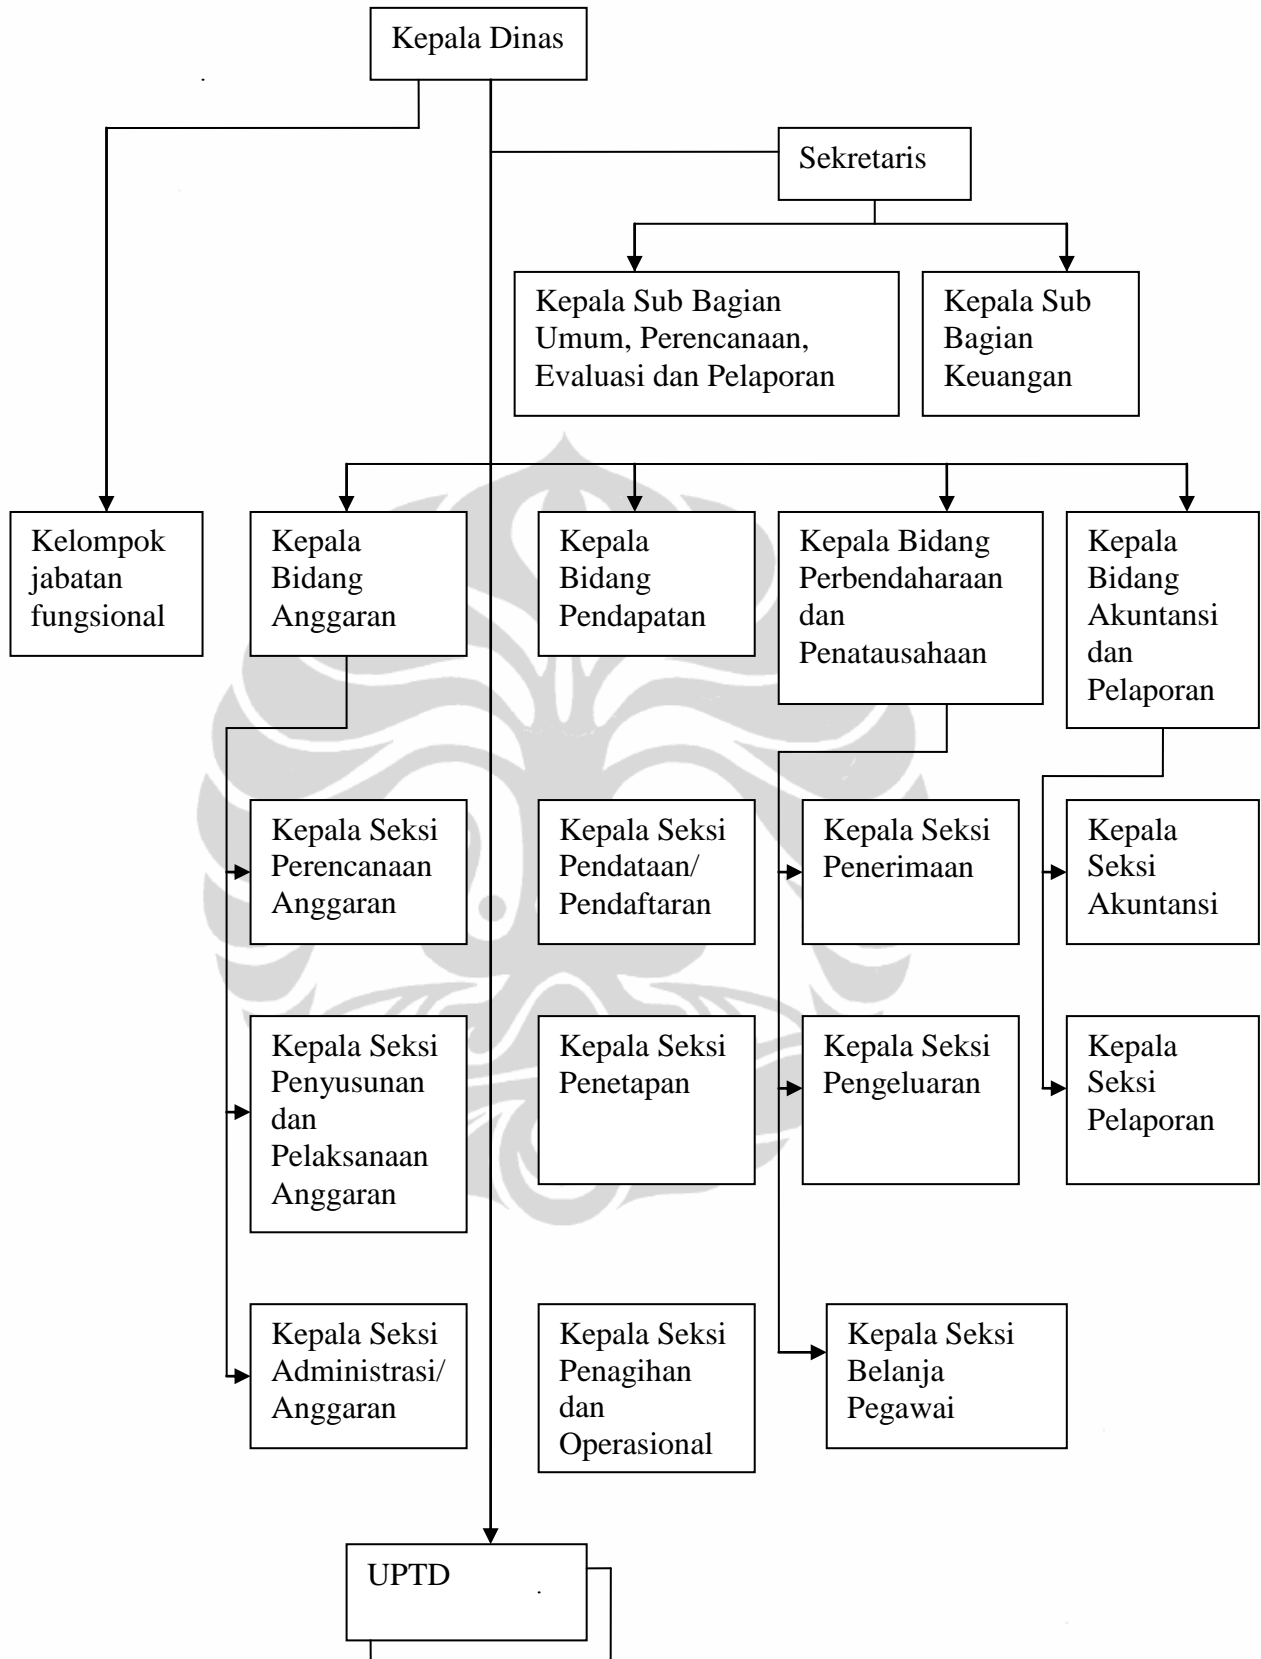 Kepala Dinas
Sekretaris
Kepala Sub Bagian
Umum, Perencanaan,
Evaluasi dan Pelaporan
Kepala Sub
Bagian
Keuangan
Kelompok
jabatan
fungsional
Kepala
Bidang
Anggaran
Kepala
Bidang
Pendapatan
Kepala Bidang
Perbendaharaan
dan
Penatausahaan
Kepala
Bidang
Akuntansi
dan
Pelaporan
Kepala Seksi
Perencanaan
Anggaran
Kepala Seksi
Pendataan/
Pendaftaran
Kepala Seksi
Penerimaan
Kepala
Seksi
Akuntansi
Kepala Seksi
Penyusunan
dan
Pelaksanaan
Anggaran
Kepala Seksi
Penetapan
Kepala Seksi
Pengeluaran
Kepala
Seksi
Pelaporan
Kepala Seksi
Administrasi/
Anggaran
Kepala Seksi
Penagihan
dan
Operasional
Kepala Seksi
Belanja
Pegawai
UPTD